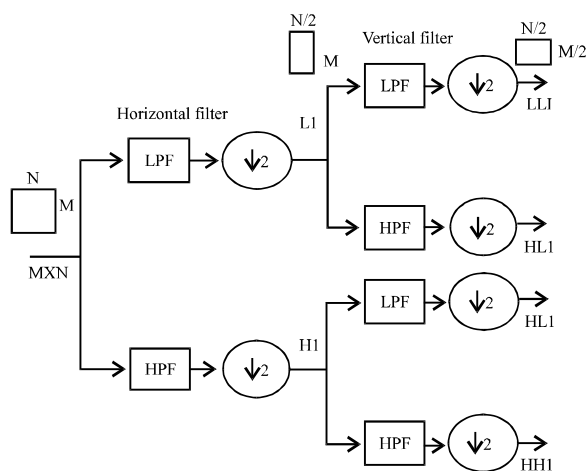 N/2
M
Vertical filter
N/2
M/2
LPF
↓2
LLI
Horizontal filter
L1
LPF
↓2
N
M
HPF
↓2
HL1
MXN
LPF
↓2
HL1
H1
HPF
↓2
HPF
↓2
HH1